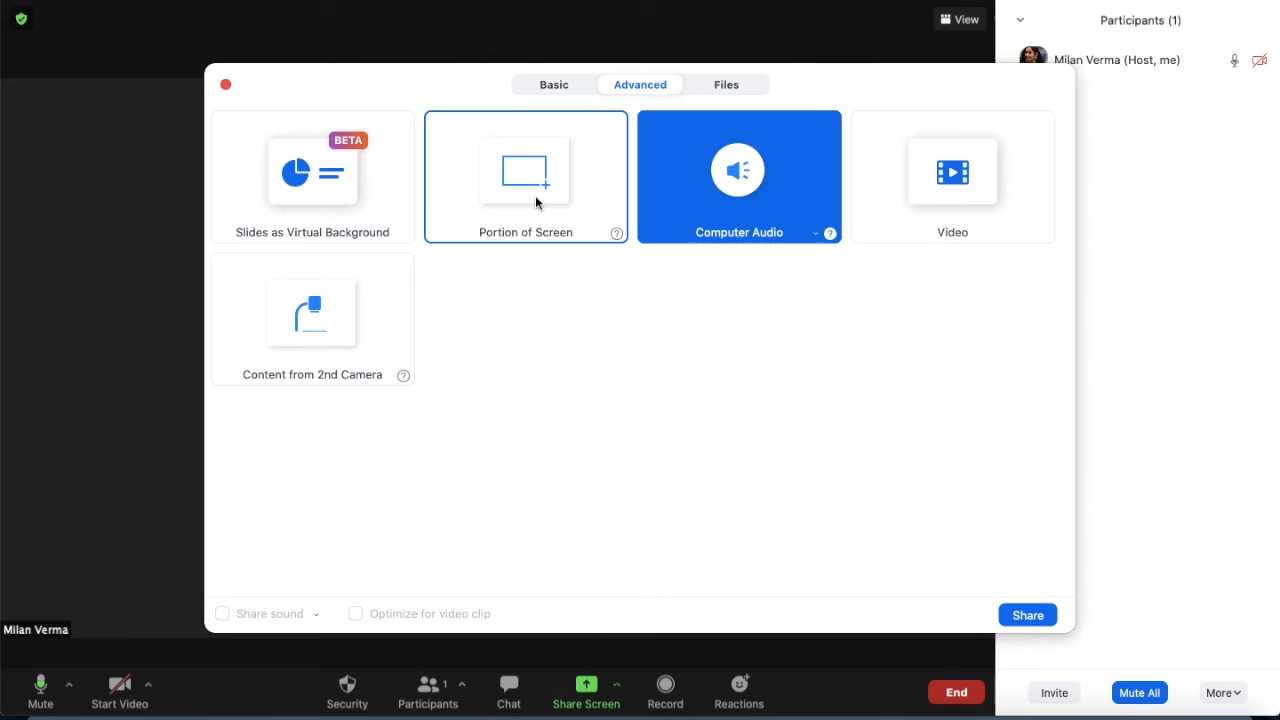 View
Participants (1)
Milan Verma (Host, me)
Basic
Advanced
Files
BETA
Slides as Virtual Background
Portion of Screen
?
Computer Audio
?
Video
Content from 2nd Camera
?
Share sound
Optimize for video clip
Share
Milan Verma
Mute
Start Video
Security
1
Participants
Chat
Share Screen
Record
Reactions
End
Invite
Mute All
More